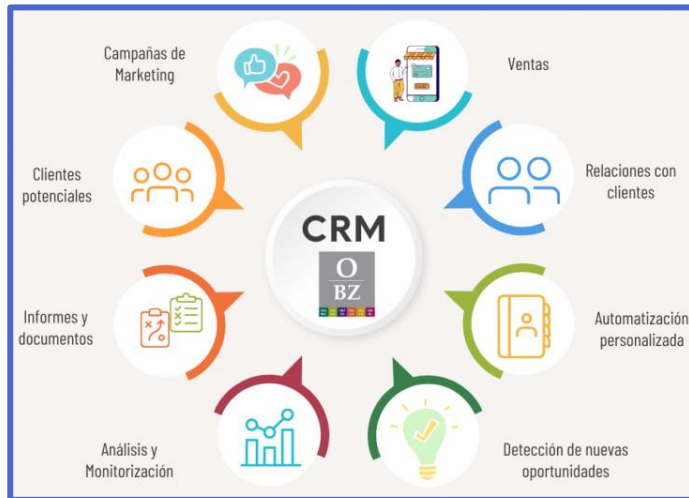 Campañas de
Marketing
Ventas
Clientes
potenciales
Relaciones con
clientes
CRM
O
BZ
Informes y
documentos
Automatización
personalizada
Análisis y
Monitorización
Detección de nuevas
oportunidades